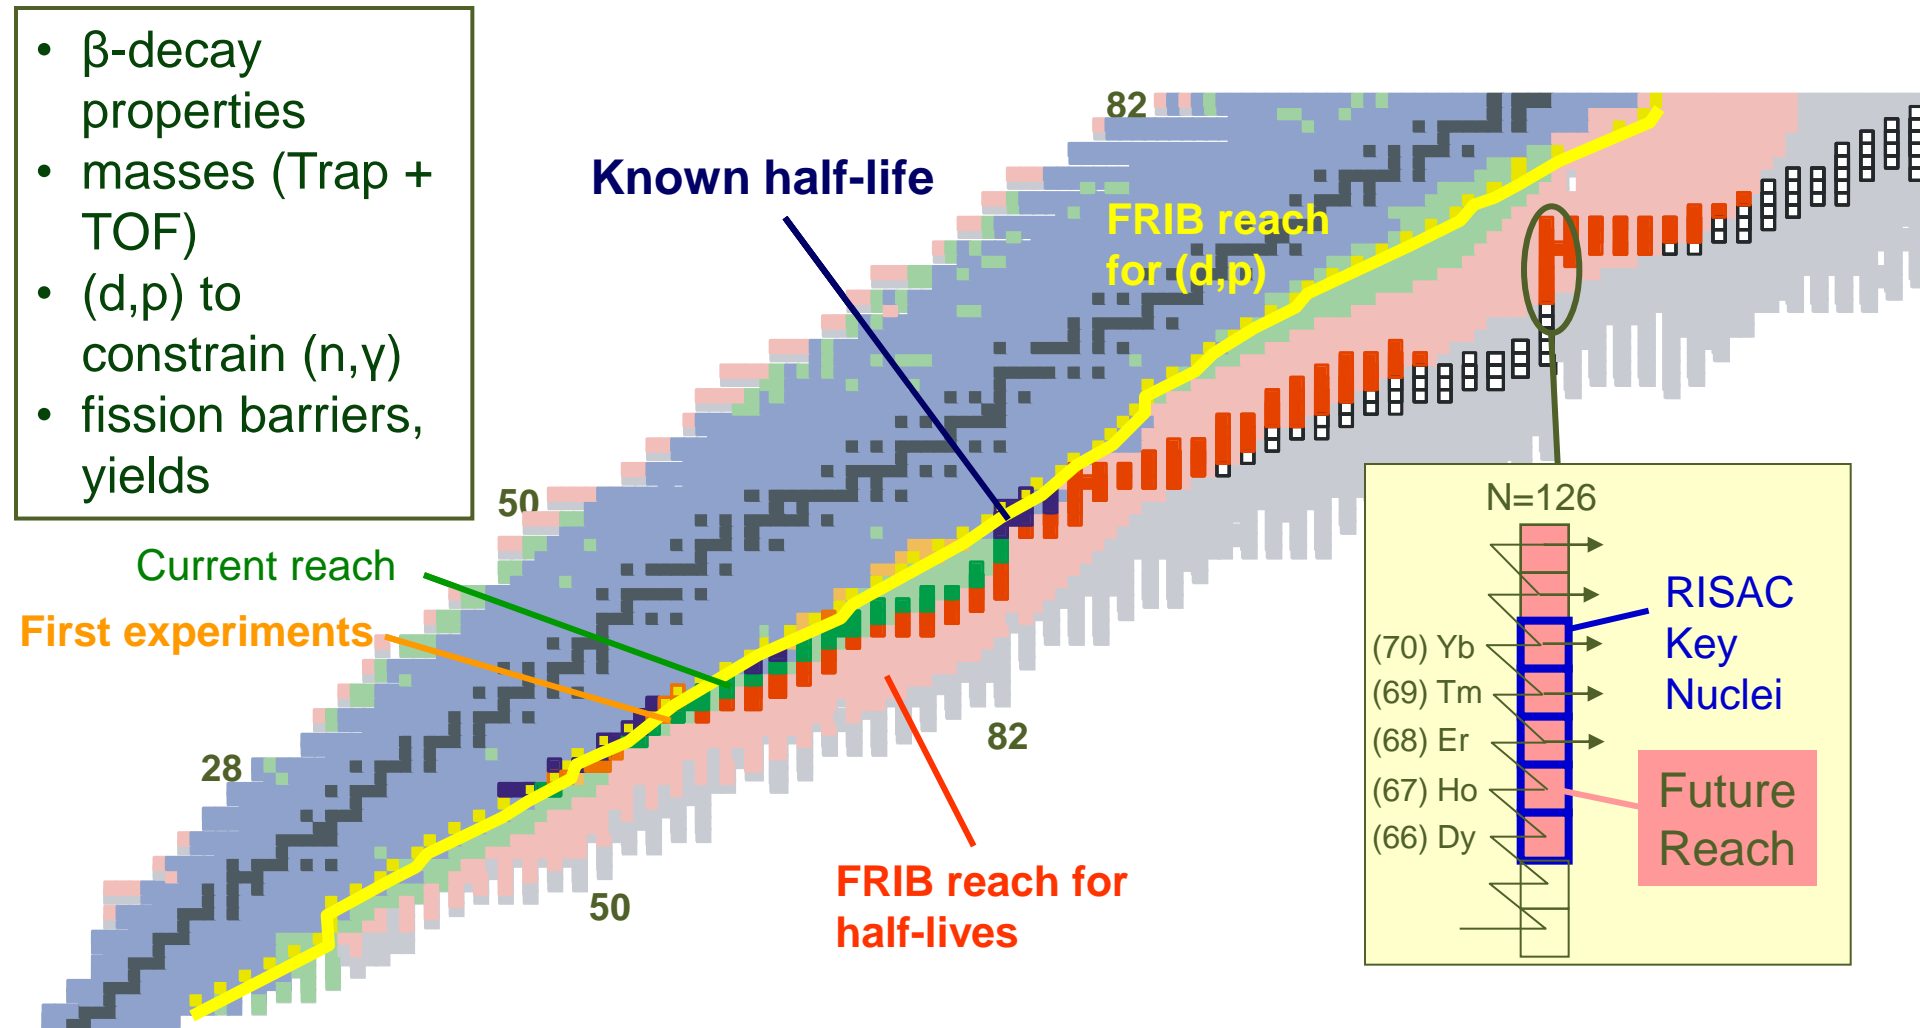 • β-decay
properties
• masses (Trap +
TOF)
• (d,p) to
constrain (n,γ)
• fission barriers,
yields
82
Known half-life
FRIB reach
for (d,p)
50
Current reach
First experiments
28
82
50
FRIB reach for
half-lives
N=126
RISAC
Key
Nuclei
(70) Yb
(69) Tm
(68) Er
(67) Ho
(66) Dy
Future
Reach